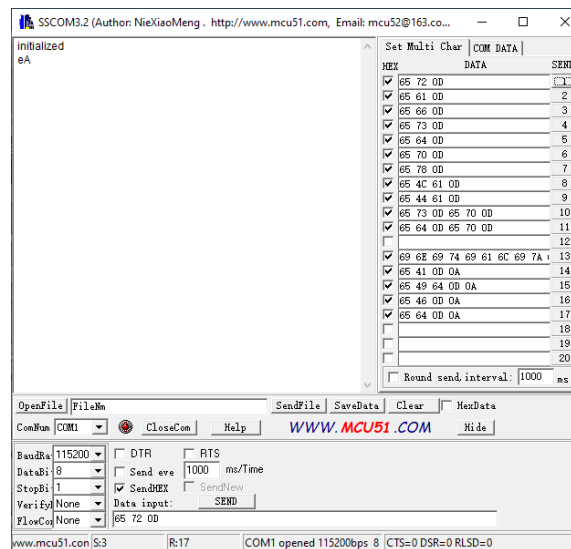 SSCOM3.2 (Author: NieXiaoMeng . http://www.mcu51.com, Email: mcu52@163.co...
initialized
eA
Set Multi Char COM DATA
HEX DATA SEND
65 72 0D 1
65 61 0D 2
65 66 0D 3
65 73 0D 4
65 64 0D 5
65 70 0D 6
65 78 0D 7
65 4C 61 0D 8
65 44 61 0D 9
65 73 0D 65 70 0D 10
65 64 0D 65 70 0D 11
12
69 6E 69 74 69 61 6C 69 7A 13
65 41 0D 0A 14
65 49 64 0D 0A 15
65 46 0D 0A 16
65 64 0D 0A 17
18
19
20
Round send, interval: 1000 ms
OpenFile FileNm SendFile SaveData Clear HexData
ComNum COM1 CloseCom Help WWW.MCU51.COM Hide
BaudRa 115200 DTR RTS
DataBi 8 Send eve 1000 ms/Time
StopBi 1 SendHEX SendNew
Verify None Data input: SEND
FlowCo None 65 72 0D
www.mcu51.con S:3 R:17 COM1 opened 115200bps 8 CTS=0 DSR=0 RLSD=0